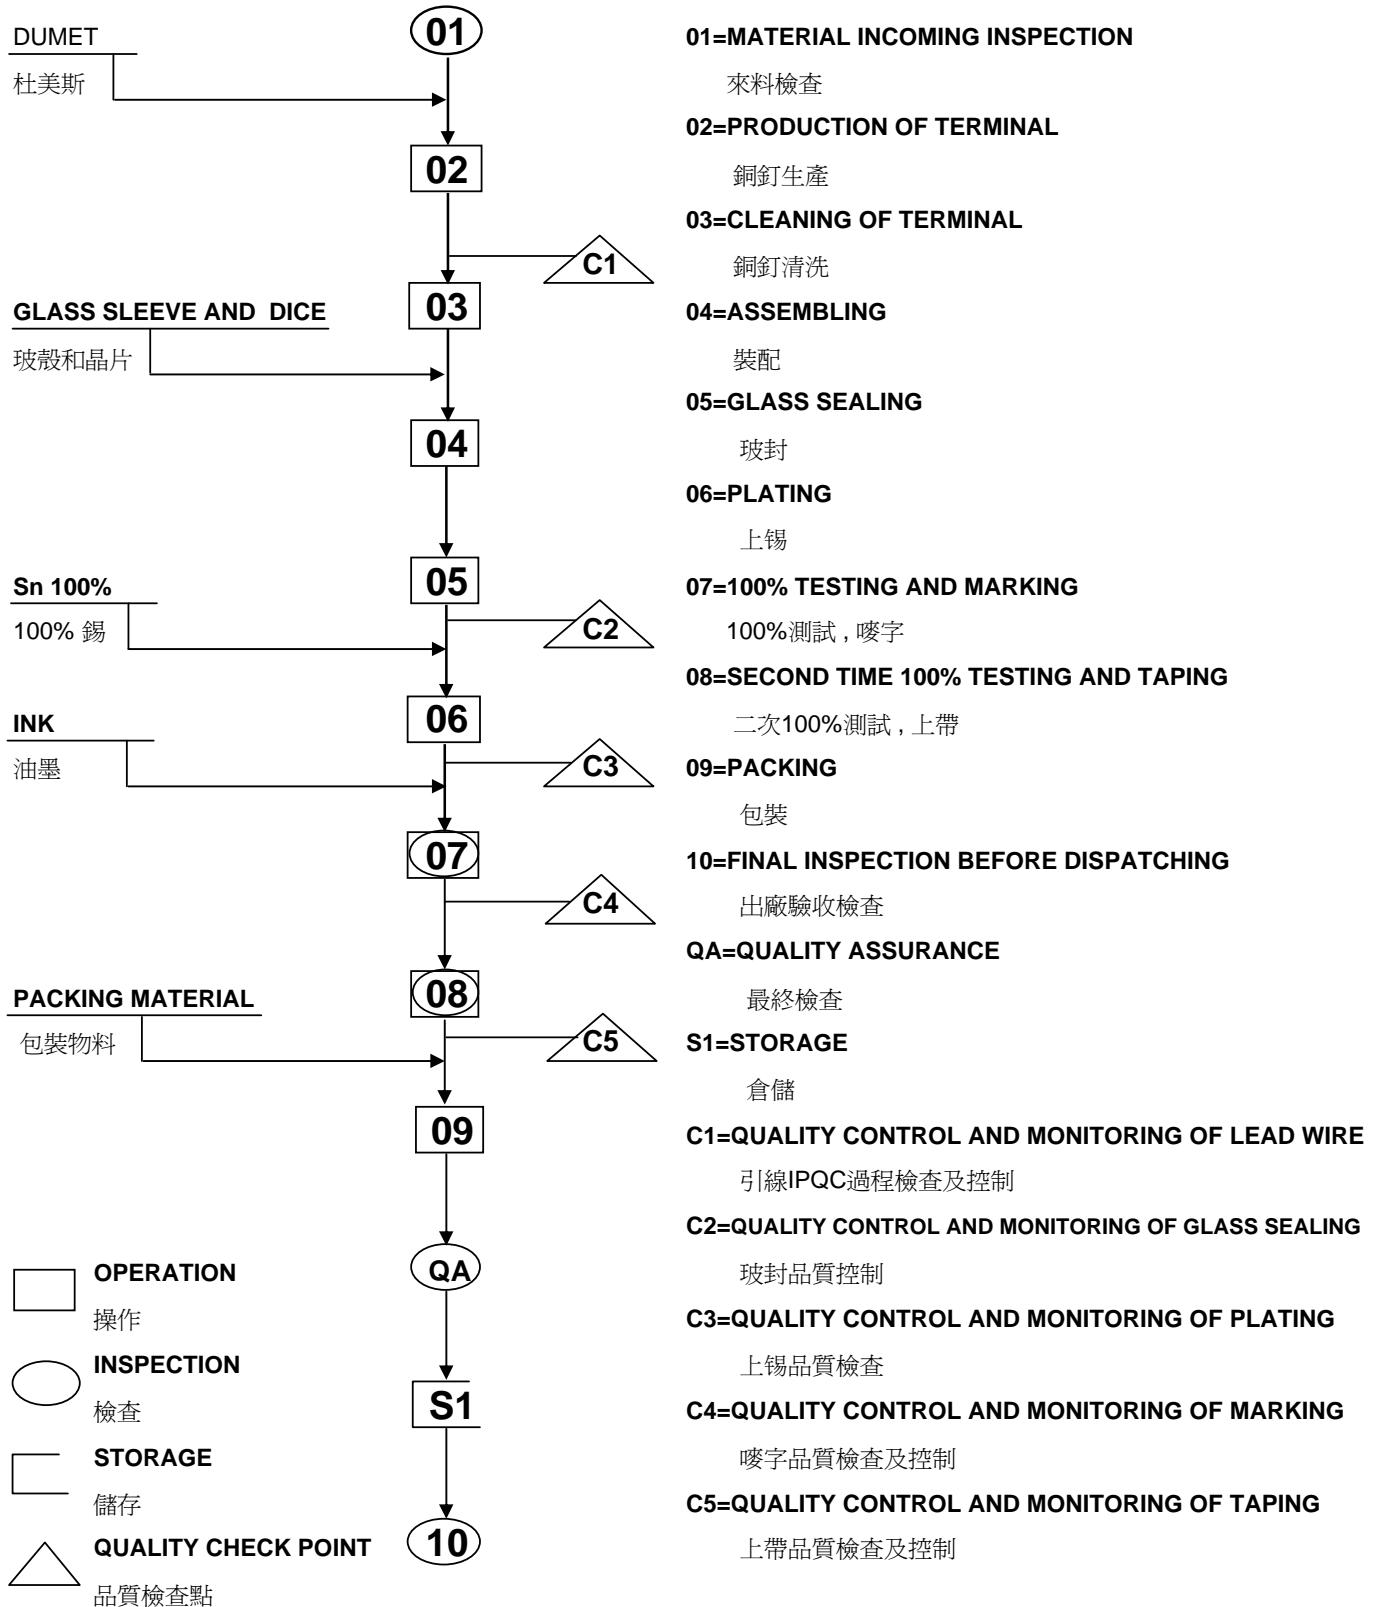 DUMET
杜美斯
01
02
C1
03
GLASS SLEEVE AND DICE
玻殼和晶片
04
05
Sn 100%
100% 錫
C2
06
INK
油墨
C3
07
C4
08
PACKING MATERIAL
包裝物料
C5
09
QA
S1
10
OPERATION
操作
INSPECTION
檢查
STORAGE
儲存
QUALITY CHECK POINT
品質檢查點
01=MATERIAL INCOMING INSPECTION
來料檢查
02=PRODUCTION OF TERMINAL
銅釘生產
03=CLEANING OF TERMINAL
銅釘清洗
04=ASSEMBLING
裝配
05=GLASS SEALING
玻封
06=PLATING
上锡
07=100% TESTING AND MARKING
100%測試 , 嘜字
08=SECOND TIME 100% TESTING AND TAPING
二次100%測試 , 上帶
09=PACKING
包裝
10=FINAL INSPECTION BEFORE DISPATCHING
出廠驗收檢查
QA=QUALITY ASSURANCE
最終檢查
S1=STORAGE
倉儲
C1=QUALITY CONTROL AND MONITORING OF LEAD WIRE
引線IPQC過程檢查及控制
C2=QUALITY CONTROL AND MONITORING OF GLASS SEALING
玻封品質控制
C3=QUALITY CONTROL AND MONITORING OF PLATING
上锡品質檢查
C4=QUALITY CONTROL AND MONITORING OF MARKING
嘜字品質檢查及控制
C5=QUALITY CONTROL AND MONITORING OF TAPING
上帶品質檢查及控制